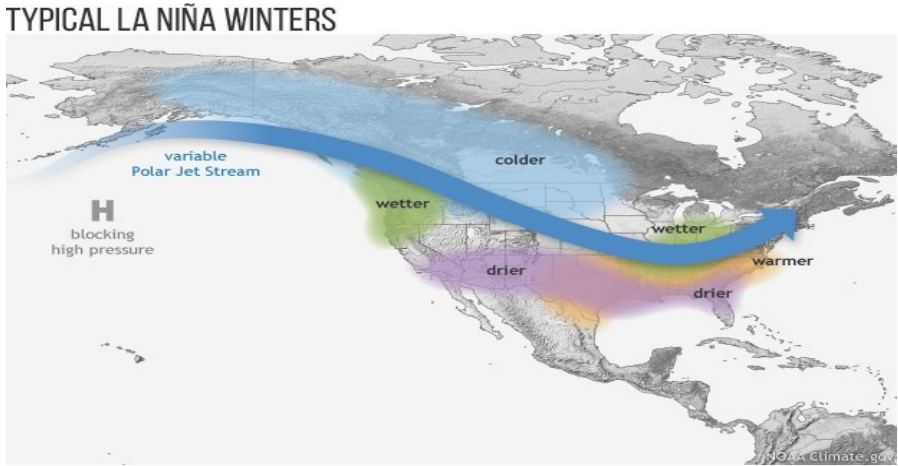 TYPICAL LA NIÑA WINTERS
variable
Polar Jet Stream
colder
H
blocking
high pressure
wetter
wetter
warmer
drier
drier
NOAA Climate.gov